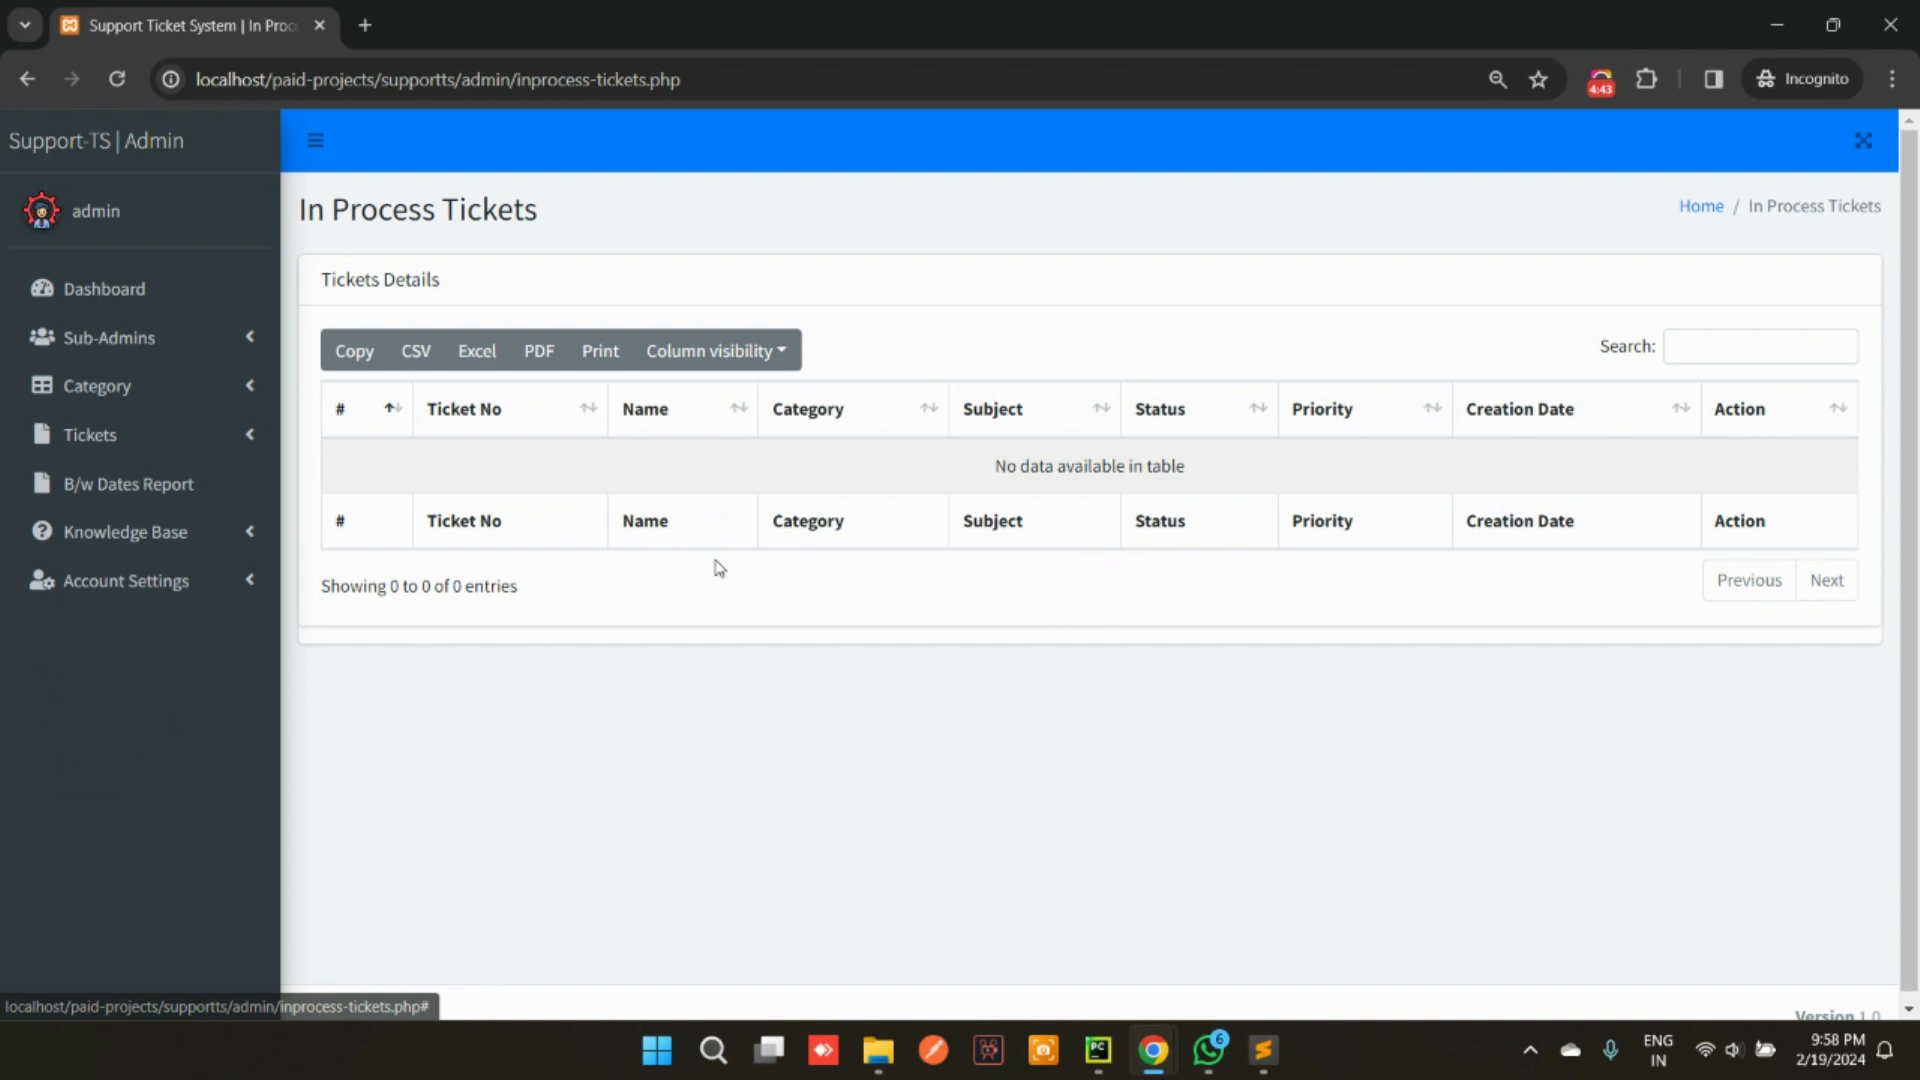 Support Ticket System | In Proc
localhost/paid-projects/supportts/admin/inprocess-tickets.php
4:43
Incognito
Support-TS | Admin
admin
In Process Tickets
Home / In Process Tickets
Dashboard
Sub-Admins
Category
Tickets
B/w Dates Report
Knowledge Base
Account Settings
Tickets Details
Copy CSV Excel PDF Print Column visibility
Search:
# Ticket No Name Category Subject Status Priority Creation Date Action
No data available in table
# Ticket No Name Category Subject Status Priority Creation Date Action
Showing 0 to 0 of 0 entries
Previous Next
localhost/paid-projects/supportts/admin/inprocess-tickets.php#
Version 1.0
PC
6
ENG
IN
9:58 PM
2/19/2024